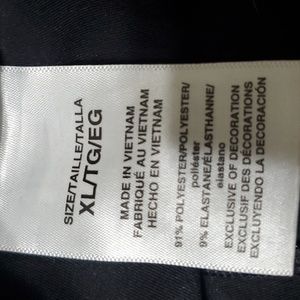 SIZE/TAILLE/TALLA
XL/TG/EG
MADE IN VIETNAM
FABRIQUÉ AU VIETNAM
HECHO EN VIETNAM
91% POLYESTER/POLYESTER/
poliéster
9% ELASTANE/ÉLASTHANNE/
elastano
EXCLUSIVE OF DECORATION
EXCLUSIF DES DÉCORATIONS
EXCLUYENDO LA DECORACIÓN